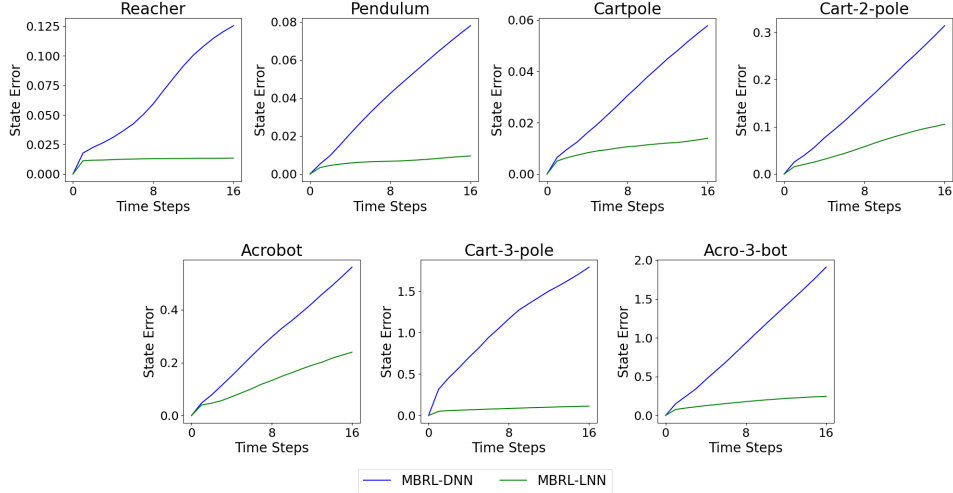 Reacher
0.125
0.100
0.075
0.050
0.025
0.000
State Error
0
8
16
Time Steps
Pendulum
0.08
0.06
0.04
0.02
0.00
State Error
0
8
16
Time Steps
Cartpole
0.06
0.04
0.02
0.00
State Error
0
8
16
Time Steps
Cart-2-pole
0.3
0.2
0.1
0.0
State Error
0
8
16
Time Steps
Acrobot
0.4
0.2
0.0
State Error
0
8
16
Time Steps
Cart-3-pole
1.5
1.0
0.5
0.0
State Error
0
8
16
Time Steps
Acro-3-bot
2.0
1.5
1.0
0.5
0.0
State Error
0
8
16
Time Steps
MBRL-DNN
MBRL-LNN